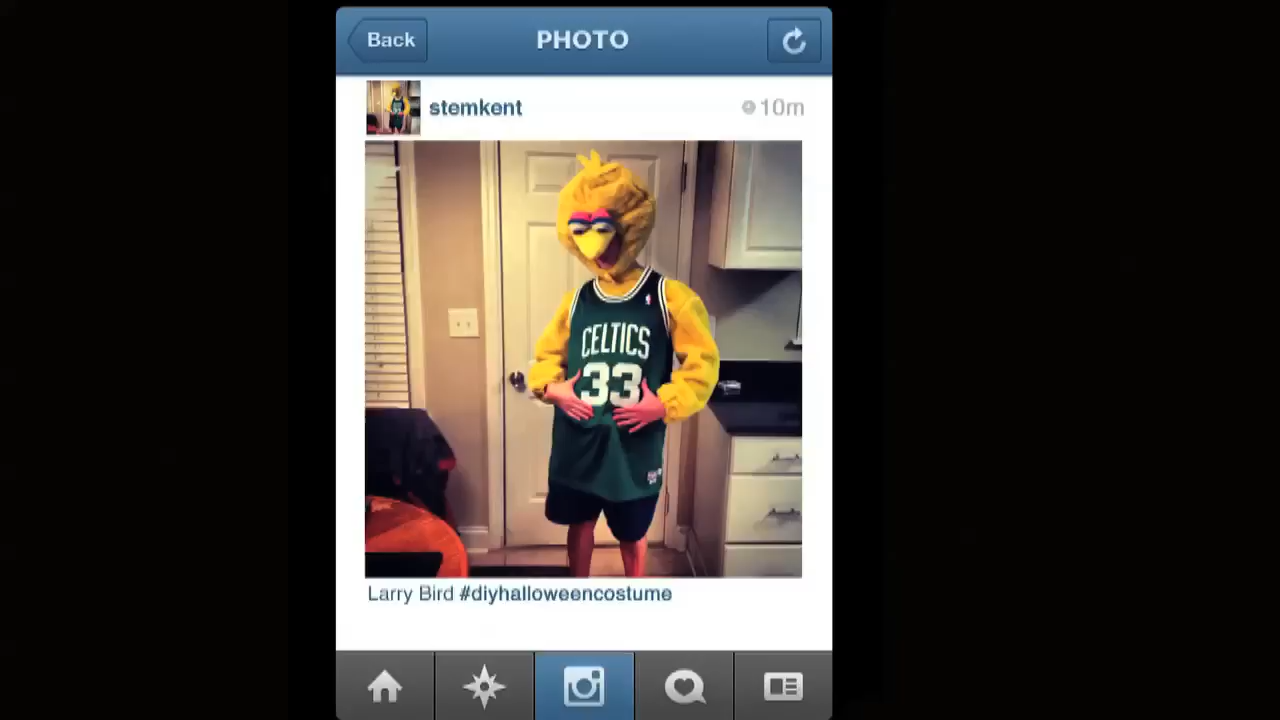 Back
PHOTO
stemkent
10m
CELTICS
33
Larry Bird #diyhalloweencostume